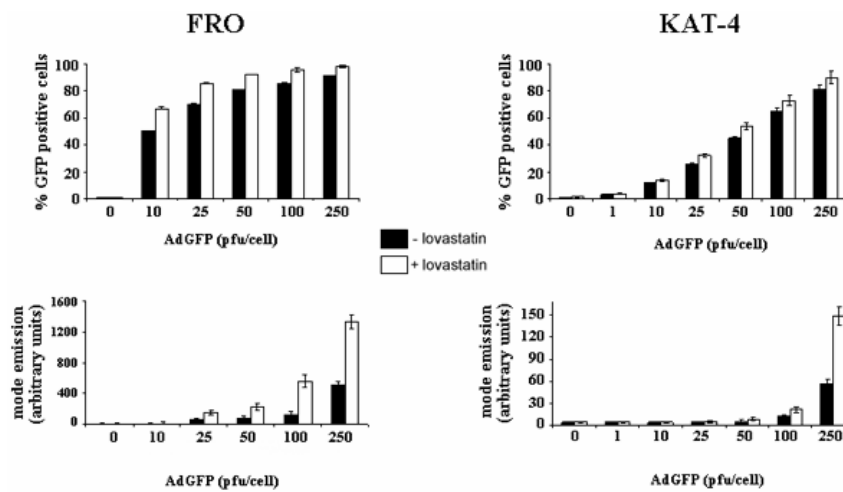 FRO
KAT-4
% GFP positive cells
100
80
60
40
20
0
0 10 25 50 100 250
AdGFP (pfu/cell)
% GFP positive cells
100
80
60
40
20
0
0 1 10 25 50 100 250
AdGFP (pfu/cell)
- lovastatin
+ lovastatin
mode emission
(arbitrary units)
1600
1200
800
400
0
0 10 25 50 100 250
AdGFP (pfu/cell)
mode emission
(arbitrary units)
150
120
90
60
30
0
0 1 10 25 50 100 250
AdGFP (pfu/cell)